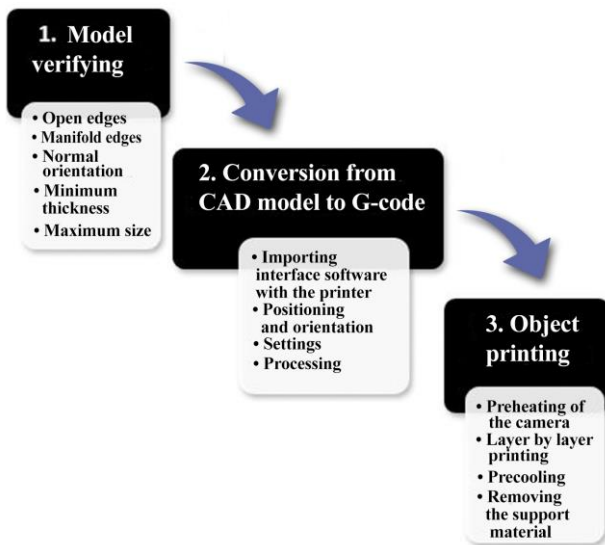 1. Model
verifying
• Open edges
• Manifold edges
• Normal
orientation
• Minimum
thickness
• Maximum size
2. Conversion from
CAD model to G-code
• Importing
interface software
with the printer
• Positioning
and orientation
• Settings
• Processing
3. Object
printing
• Preheating of
the camera
• Layer by layer
printing
• Precooling
• Removing
the support
material